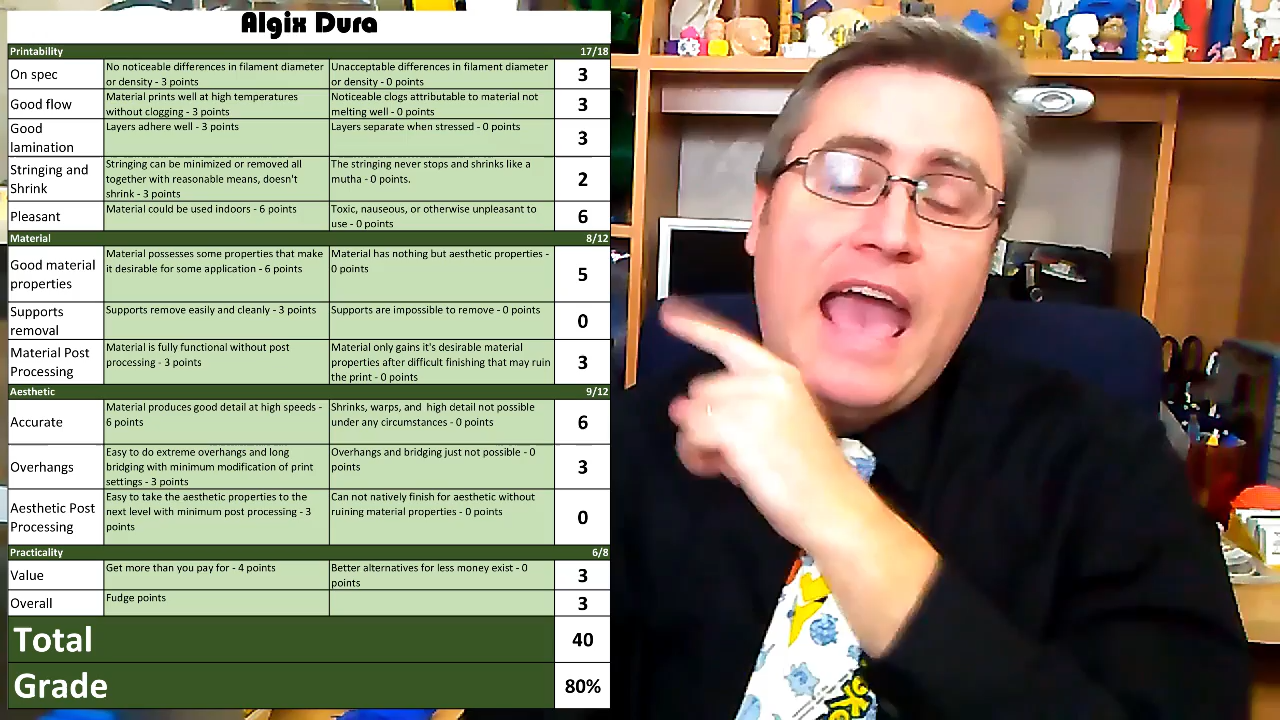 Algix Dura
Printability 17/18
On spec
No noticeable differences in filament diameter
or density - 3 points
Unacceptable differences in filament diameter
or density - 0 points
3
Good flow
Material prints well at high temperatures
without clogging - 3 points
Noticeable clogs attributable to material not
melting well - 0 points
3
Good
lamination
Layers adhere well - 3 points
Layers separate when stressed - 0 points
3
Stringing and
Shrink
Stringing can be minimized or removed all
together with reasonable means, doesn't
shrink - 3 points
The stringing never stops and shrinks like a
mutha - 0 points.
2
Pleasant
Material could be used indoors - 6 points
Toxic, nauseous, or otherwise unpleasant to
use - 0 points
6
Material 8/12
Good material
properties
Material possesses some properties that make
it desirable for some application - 6 points
Material has nothing but aesthetic properties -
0 points
5
Supports
removal
Supports remove easily and cleanly - 3 points
Supports are impossible to remove - 0 points
0
Material Post
Processing
Material is fully functional without post
processing - 3 points
Material only gains it's desirable material
properties after difficult finishing that may ruin
the print - 0 points
3
Aesthetic 9/12
Accurate
Material produces good detail at high speeds -
6 points
Shrinks, warps, and high detail not possible
under any circumstances - 0 points
6
Overhangs
Easy to do extreme overhangs and long
bridging with minimum modification of print
settings - 3 points
Overhangs and bridging just not possible - 0
points
3
Aesthetic Post
Processing
Easy to take the aesthetic properties to the
next level with minimum post processing - 3
points
Can not natively finish for aesthetic without
ruining material properties - 0 points
0
Practicality 6/8
Value
Get more than you pay for - 4 points
Better alternatives for less money exist - 0
points
3
Overall
Fudge points
3
Total 40
Grade 80%